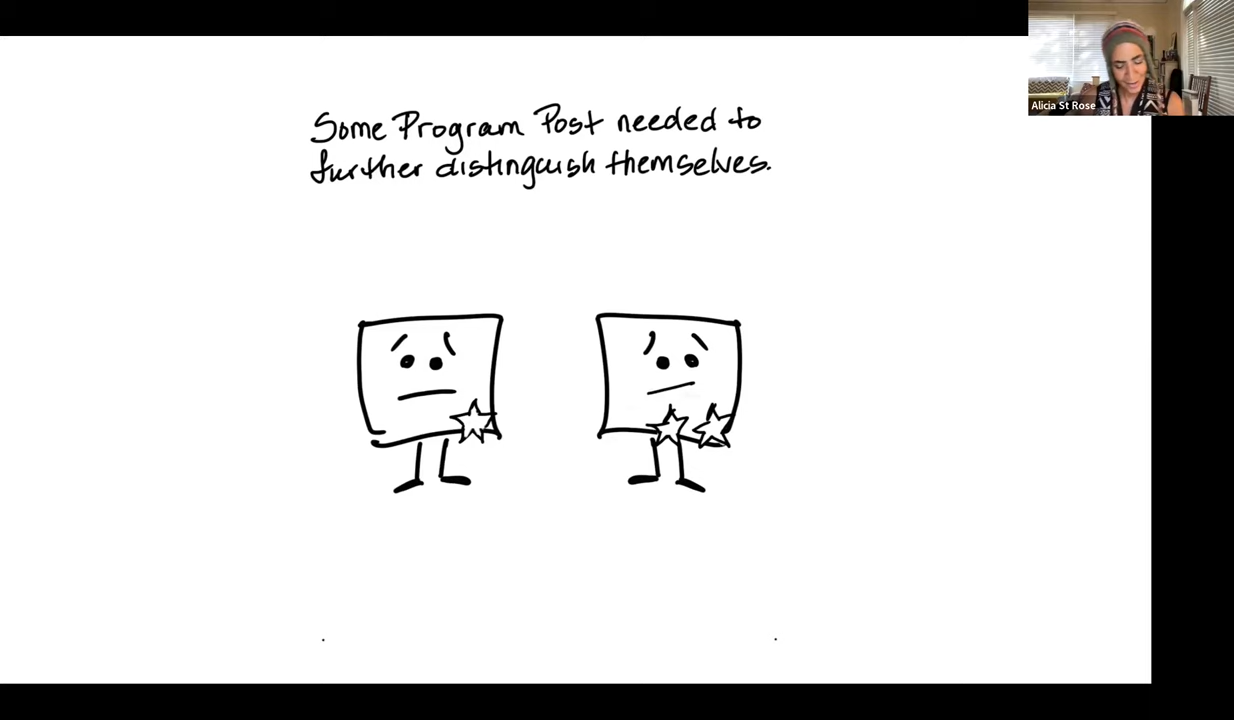 Alicia St Rose
Some Program Post needed to
further distinguish themselves.